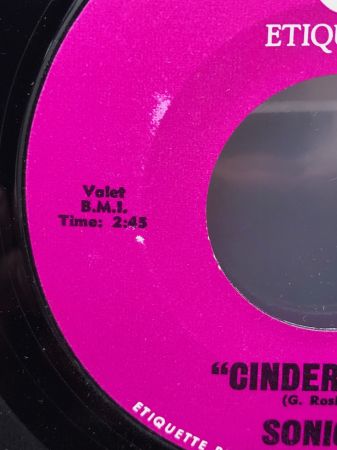 ETIQU
Valet
B.M.I.
Time: 2:45
"CINDER
(G. Rosl
SONIC
ETIQUETTE R